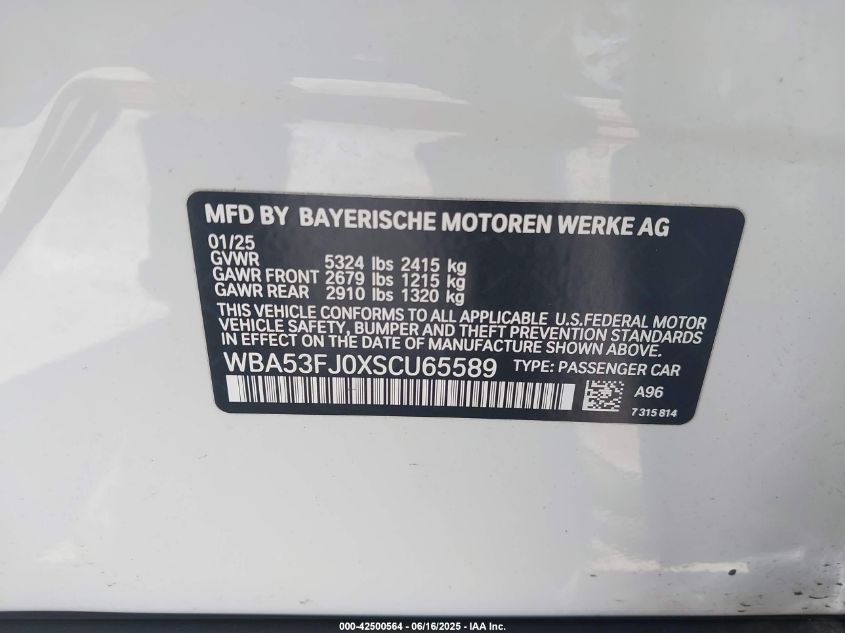 MFD BY BAYERISCHE MOTOREN WERKE AG
01/25
GVWR 5324 lbs 2415 kg
GAWR FRONT 2679 lbs 1215 kg
GAWR REAR 2910 lbs 1320 kg
THIS VEHICLE CONFORMS TO ALL APPLICABLE U.S.FEDERAL MOTOR
VEHICLE SAFETY, BUMPER AND THEFT PREVENTION STANDARDS
IN EFFECT ON THE DATE OF MANUFACTURE SHOWN ABOVE.
WBA53FJ0XSCU65589 TYPE: PASSENGER CAR
A96
7 315 814
000-42500564 - 06/16/2025 - IAA Inc.